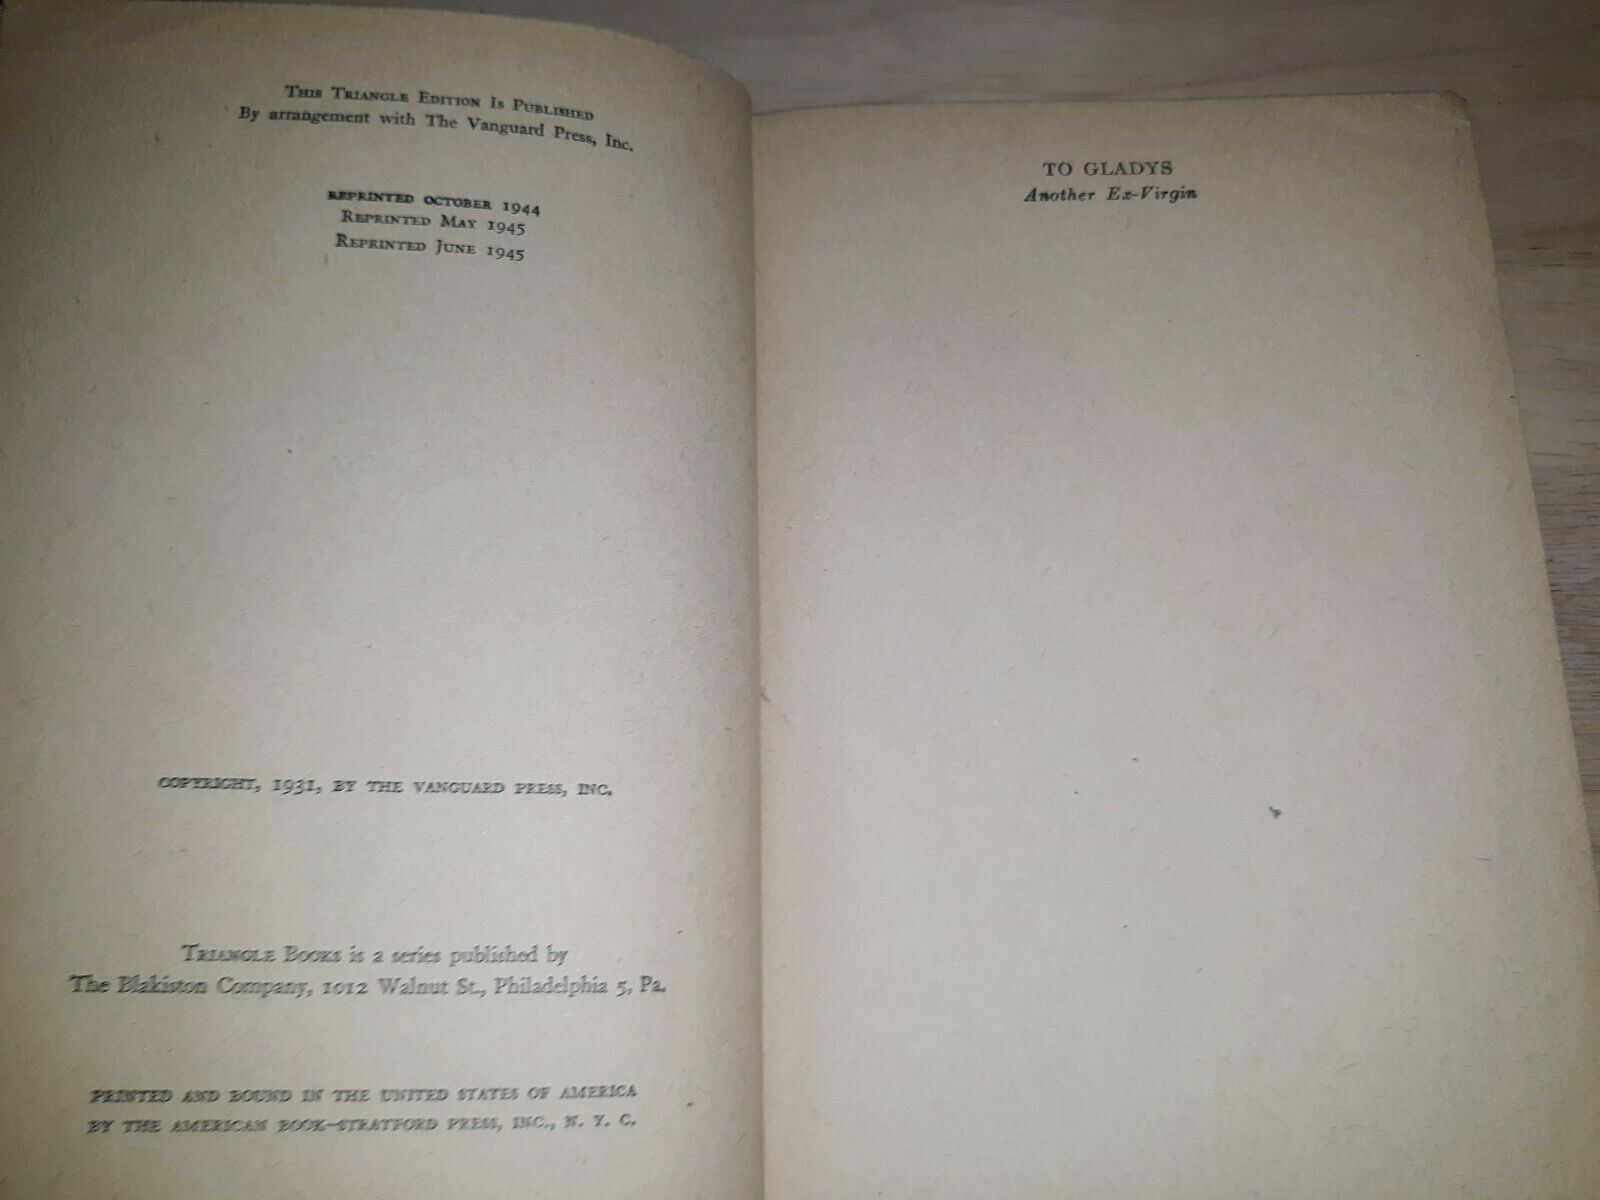 This Triangle Edition Is Published
By arrangement with The Vanguard Press, Inc.
REPRINTED OCTOBER 1944
Reprinted May 1945
Reprinted June 1945
COPYRIGHT, 1931, BY THE VANGUARD PRESS, INC.
Triangle Books is a series published by
The Blakiston Company, 1012 Walnut St., Philadelphia 5, Pa.
PRINTED AND BOUND IN THE UNITED STATES OF AMERICA
BY THE AMERICAN BOOK–STRATFORD PRESS, INC., N. Y. C.
TO GLADYS
Another Ex-Virgin